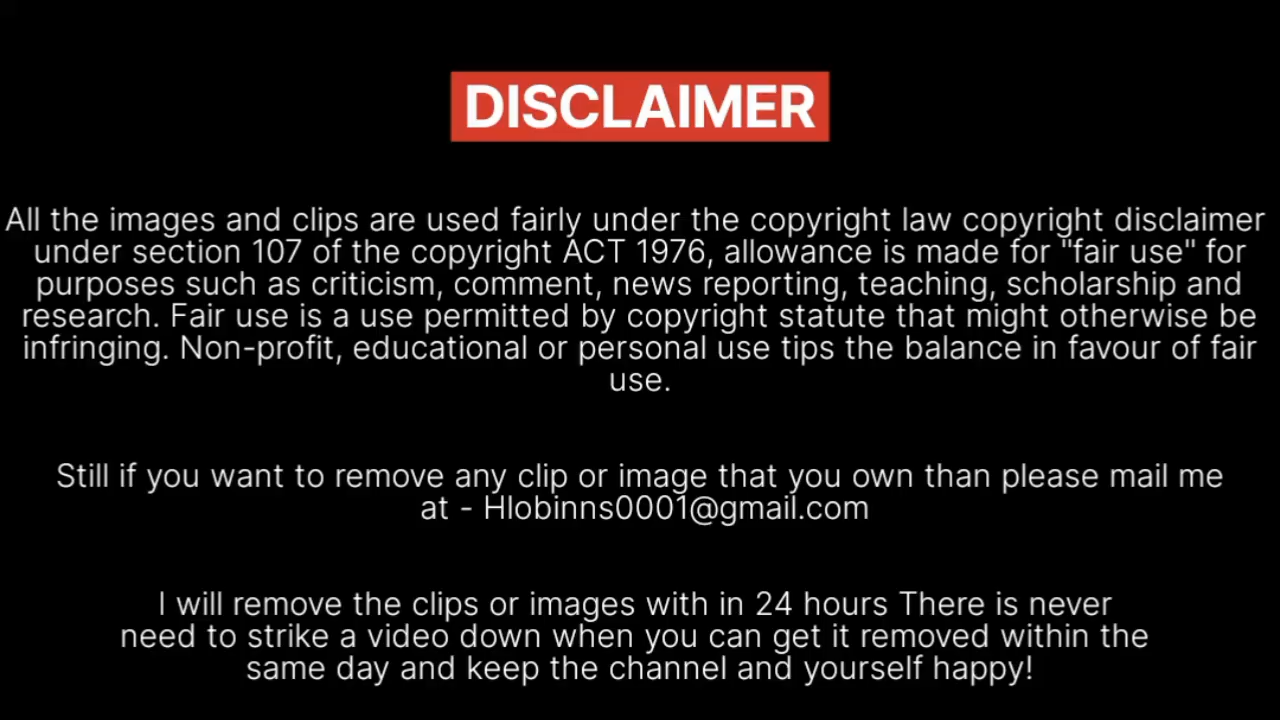 DISCLAIMER
All the images and clips are used fairly under the copyright law copyright disclaimer
under section 107 of the copyright ACT 1976, allowance is made for "fair use" for
purposes such as criticism, comment, news reporting, teaching, scholarship and
research. Fair use is a use permitted by copyright statute that might otherwise be
infringing. Non-profit, educational or personal use tips the balance in favour of fair
use.
Still if you want to remove any clip or image that you own than please mail me
at - Hlobinns0001@gmail.com
I will remove the clips or images with in 24 hours There is never
need to strike a video down when you can get it removed within the
same day and keep the channel and yourself happy!